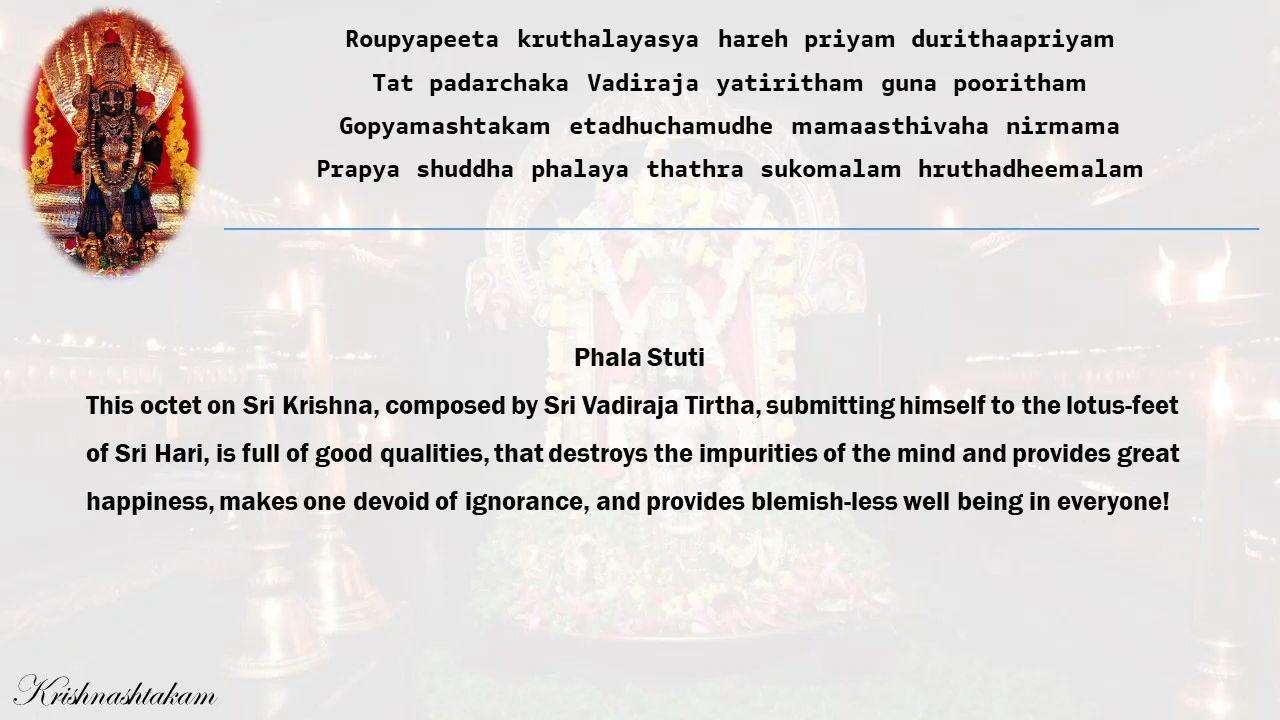 Roupyapeeta kruthalayasya hareh priyam durithaapriyam
Tat padarchaka Vadiraja yatiritham guna pooritham
Gopyamashtakam etadhuchamudhe mamaasthivaha nirmama
Prapya shuddha phalaya thathra sukomalam hruthadheemalam
Phala Stuti
This octet on Sri Krishna, composed by Sri Vadiraja Tirtha, submitting himself to the lotus-feet
of Sri Hari, is full of good qualities, that destroys the impurities of the mind and provides great
happiness, makes one devoid of ignorance, and provides blemish-less well being in everyone!
Krishnashtakam